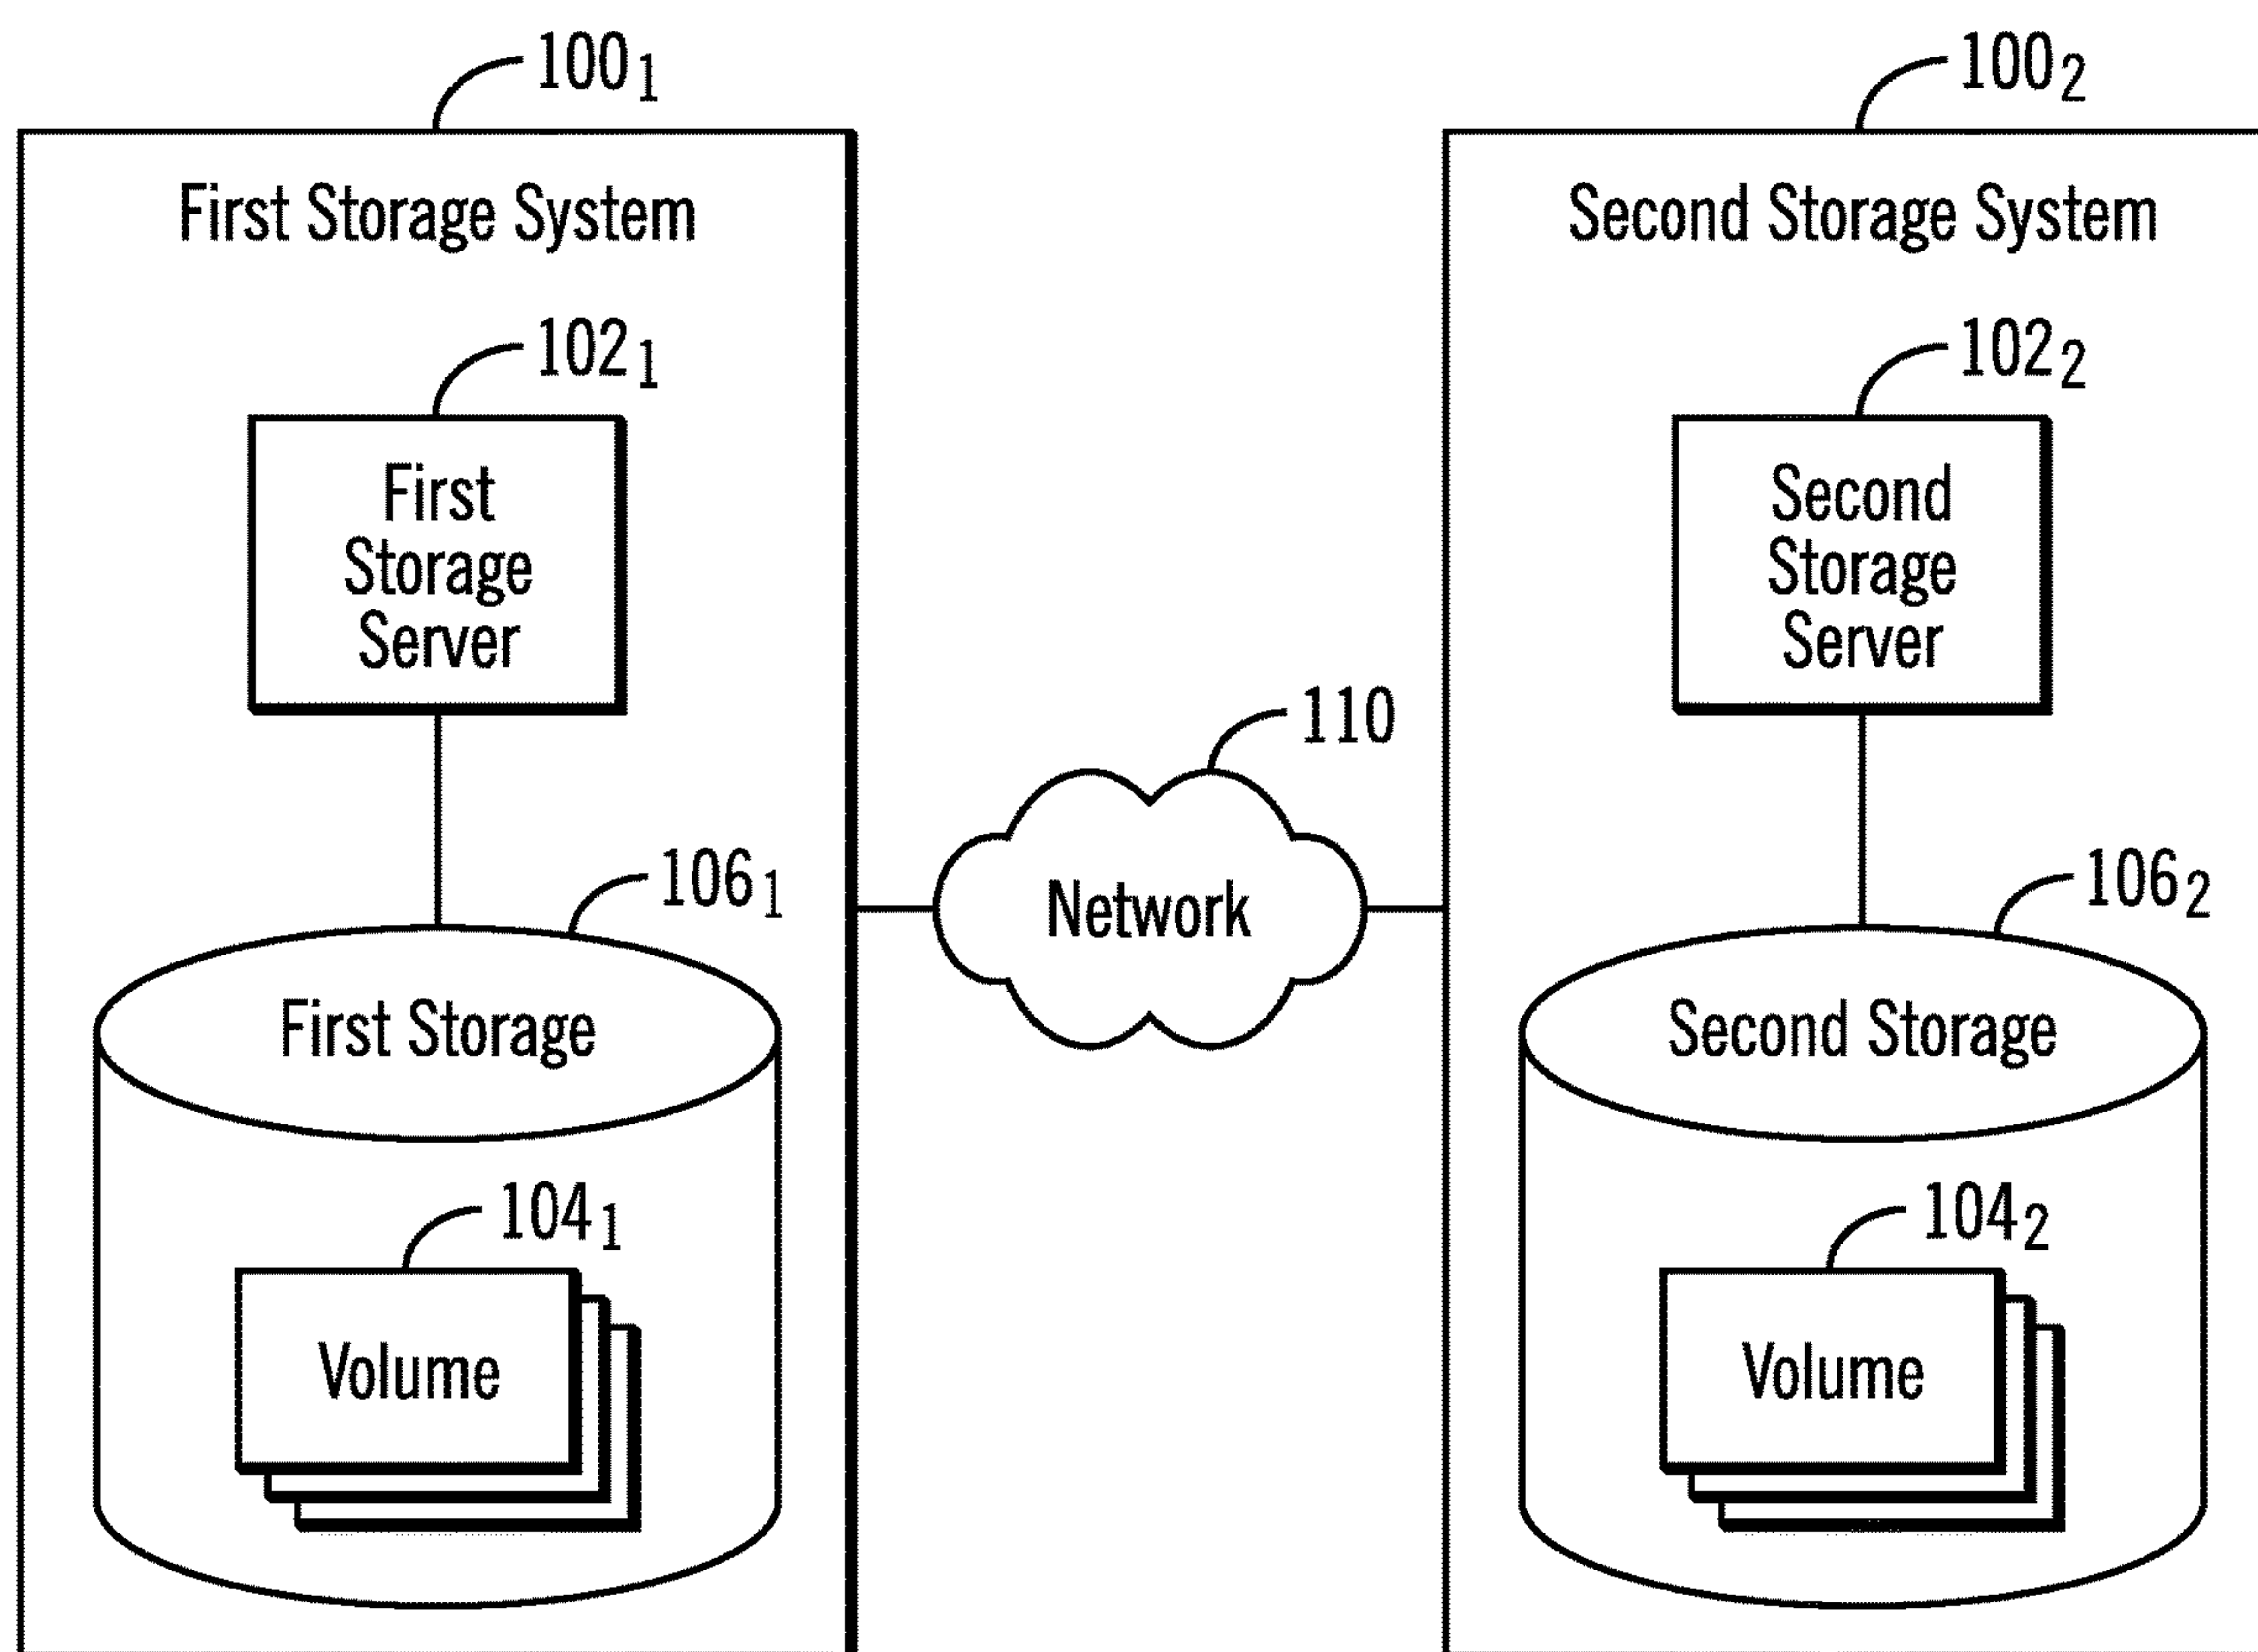 100₁
First Storage System
102₁
First
Storage
Server
106₁
First Storage
104₁
Volume
110
Network
100₂
Second Storage System
102₂
Second
Storage
Server
106₂
Second Storage
104₂
Volume